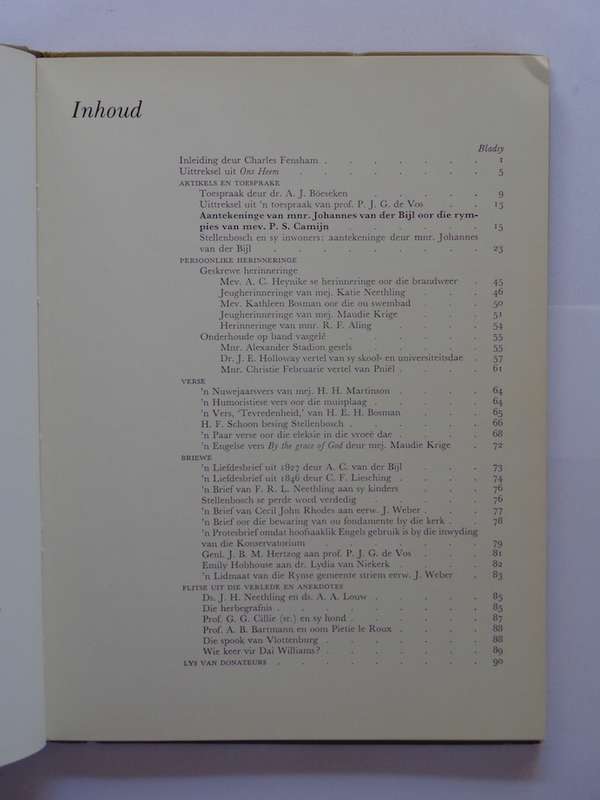 Inhoud
Bladsy
Inleiding deur Charles Fensham . . . . . . . 1
Uittreksel uit Ons Heem . . . . . . . . 5
ARTIKELS EN TOESPRAKE
Toespraak deur dr. A. J. Böeseken . . . . . 9
Uittreksel uit 'n toespraak van prof. P. J. G. de Vos . . 13
Aantekeninge van mnr. Johannes van der Bijl oor die rym-
pies van mev. P. S. Camijn . . . . . . 15
Stellenbosch en sy inwoners: aantekeninge deur mnr. Johannes
van der Bijl . . . . . . . . . 23
PERSOONLIKE HERINNERINGE
Geskrewe herinneringe
Mev. A. C. Heynike se herinneringe oor die brandweer . 45
Jeugherinneringe van mej. Katie Neethling . . . 46
Mev. Kathleen Bosman oor die ou swembad . . . 50
Jeugherinneringe van mej. Maudie Krige . . . 51
Herinneringe van mnr. R. F. Aling . . . . 54
Onderhoude op band vasgelê . . . . . . 55
Mnr. Alexander Stadion gesels . . . . . 55
Dr. J. E. Holloway vertel van sy skool- en universiteitsdae . 57
Mnr. Christie Februarie vertel van Pniël . . . . 61
VERSE
'n Nuwejaarswers van mej. H. H. Martinson . . . . 64
'n Humoristiese vers oor die muisplaag . . . . . 64
'n Vers, 'Tevredenheid,' van H. E. H. Bosman . . . 65
H. F. Schoon besing Stellenbosch . . . . . . 66
'n Paar verse oor die eleksie in die vroeë dae . . . . 68
'n Engelse vers By the grace of God deur mej. Maudie Krige . 72
BRIEWE
'n Liefdesbrief uit 1827 deur A. C. van der Bijl . . . 73
'n Liefdesbrief uit 1846 deur C. F. Liesching . . . . 74
'n Brief van F. R. L. Neethling aan sy kinders . . . . 76
Stellenbosch se perde word verdedig . . . . . 76
'n Brief van Cecil John Rhodes aan eerw. J. Weber . . . 77
'n Brief oor die bewaring van ou fondamente by die kerk . . 78
'n Protesbrief omdat hoofsaaklik Engels gebruik is by die inwyding
van die Konservatorium . . . . . . . 79
Genl. J. B. M. Hertzog aan prof. P. J. G. de Vos . . . 81
Emily Hobhouse aan dr. Lydia van Niekerk . . . . 82
'n Lidmaat van die Ryme gemeente striem eerw. J. Weber . 83
FLITSE UIT DIE VERLEDE EN ANEKDOTES
Ds. J. H. Neethling en ds. A. A. Louw . . . . . 85
Die herbegrafnis . . . . . . . . . 85
Prof. G. G. Cillie (sr.) en sy hond . . . . . . 87
Prof. A. B. Bartmann en oom Pietie le Roux . . . . 88
Die spook van Vlottenburg . . . . . . . 88
Wie keer vir Dai Williams? . . . . . . . 89
LYS VAN DONATEURS . . . . . . . . . 90